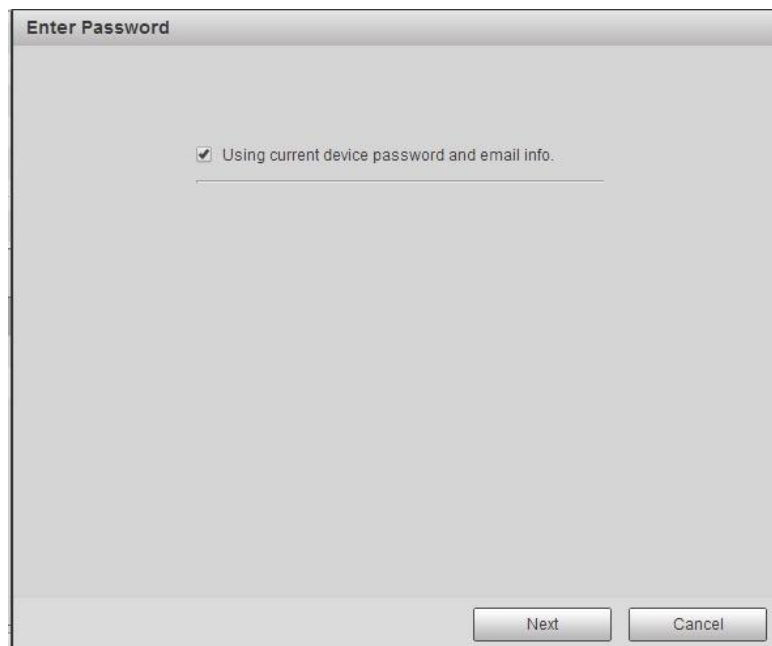 Enter Password
Using current device password and email info.
Next
Cancel